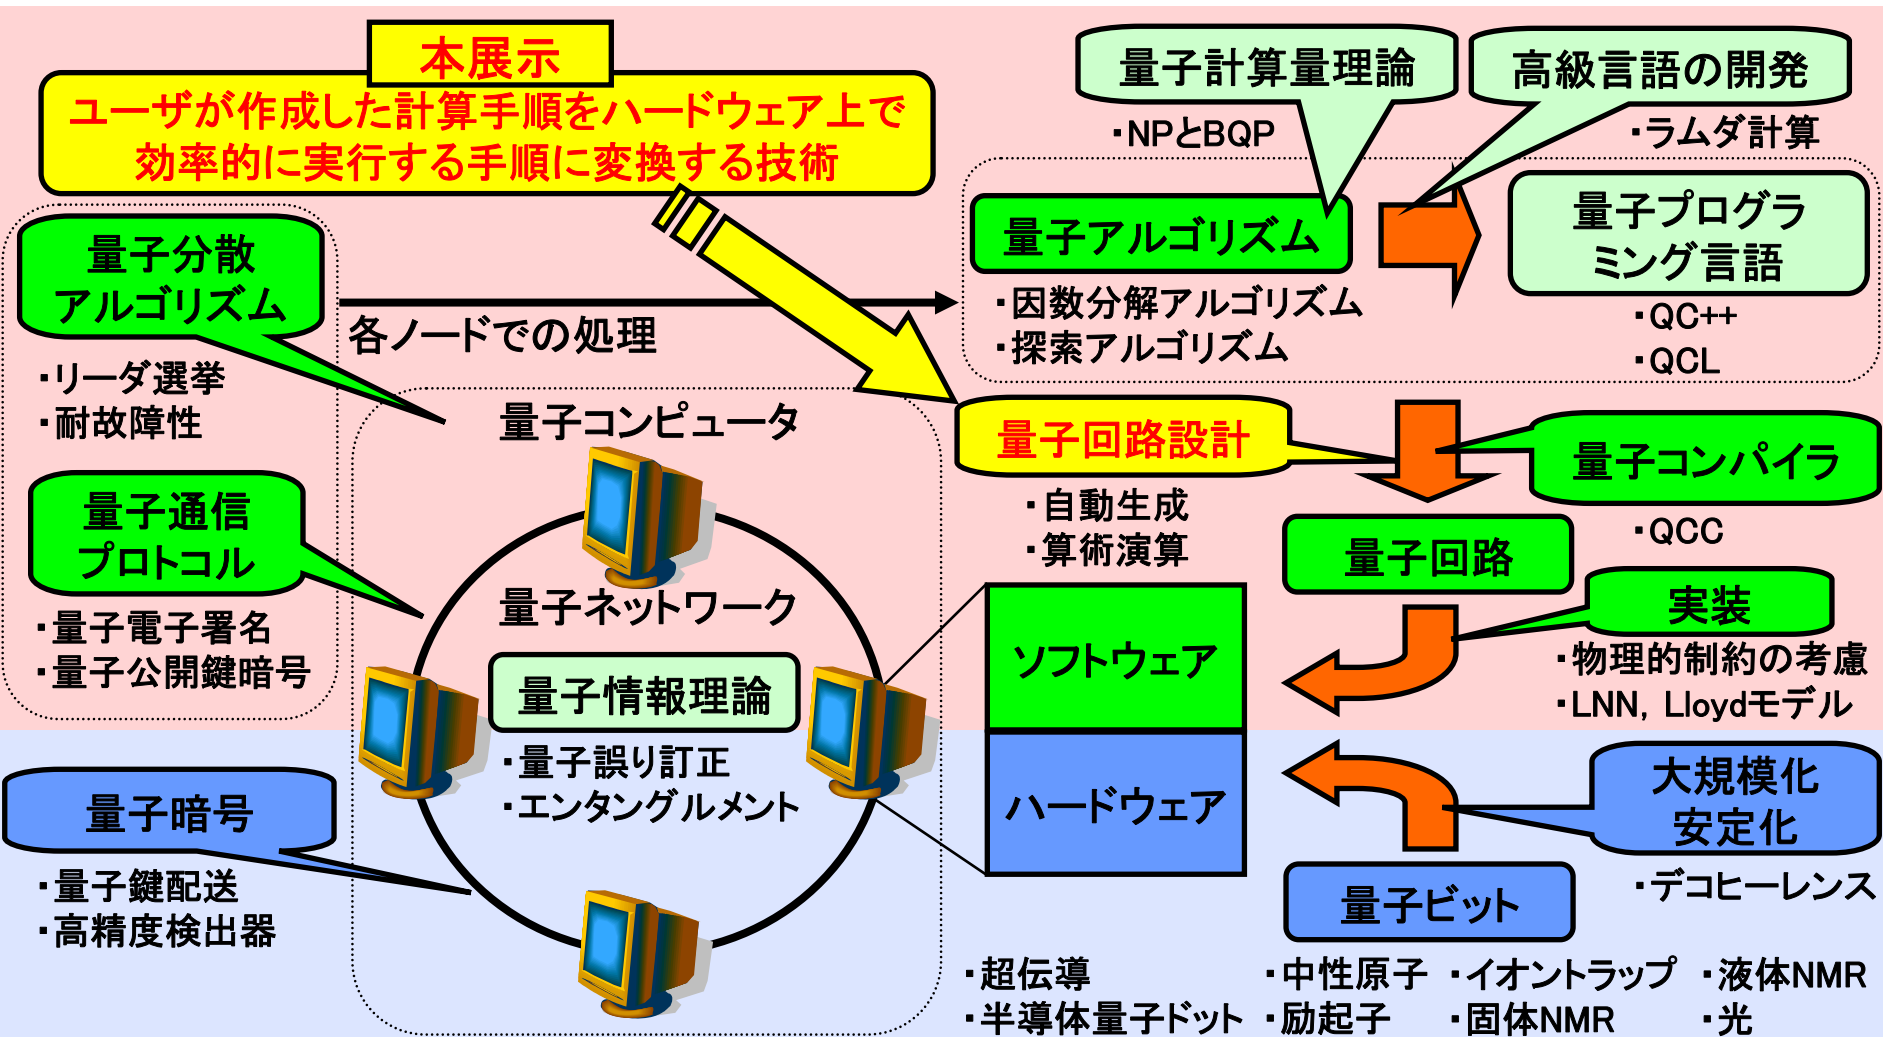 本展示
ユーザが作成した計算手順をハードウェア上で
効率的に実行する手順に変換する技術
量子計算量理論
・NPとBQP
高級言語の開発
・ラムダ計算
量子分散
アルゴリズム
・リーダ選挙
・耐故障性
各ノードでの処理
量子アルゴリズム
・因数分解アルゴリズム
・探索アルゴリズム
量子プログラ
ミング言語
・QC++
・QCL
量子コンピュータ
量子回路設計
・自動生成
・算術演算
量子コンパイラ
・QCC
量子通信
プロトコル
・量子電子署名
・量子公開鍵暗号
量子ネットワーク
量子情報理論
・量子誤り訂正
・エンタングルメント
量子回路
実装
・物理的制約の考慮
・LNN, Lloydモデル
ソフトウェア
ハードウェア
大規模化
安定化
・デコヒーレンス
量子暗号
・量子鍵配送
・高精度検出器
量子ビット
・超伝導
・中性原子
・イオントラップ
・液体NMR
・半導体量子ドット
・励起子
・固体NMR
・光